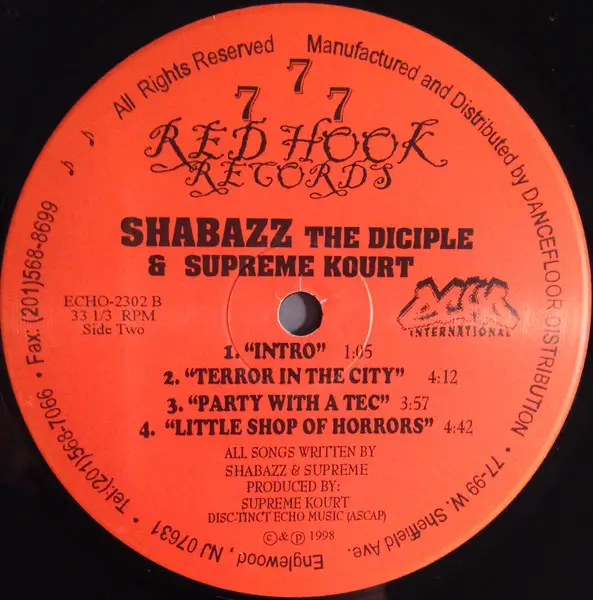 All Rights Reserved
Manufactured and Distributed by DANCEFLOOR DISTRIBUTION • 77-99 W. Sheffield Ave. Englewood, NJ 07631 • Tel:(201)568-7066 • Fax: (201)568-8699 ♪ ♪
7 7 7
RED HOOK
RECORDS
SHABAZZ THE DICIPLE
& SUPREME KOURT
ECHO-2302 B
33 1/3 RPM
Side Two
ECHO
INTERNATIONAL
1. “INTRO” 1:05
2. “TERROR IN THE CITY” 4:12
3. “PARTY WITH A TEC” 3:57
4. “LITTLE SHOP OF HORRORS” 4:42
ALL SONGS WRITTEN BY
SHABAZZ & SUPREME
PRODUCED BY:
SUPREME KOURT
DISC-TINCT ECHO MUSIC (ASCAP)
©&℗ 1998